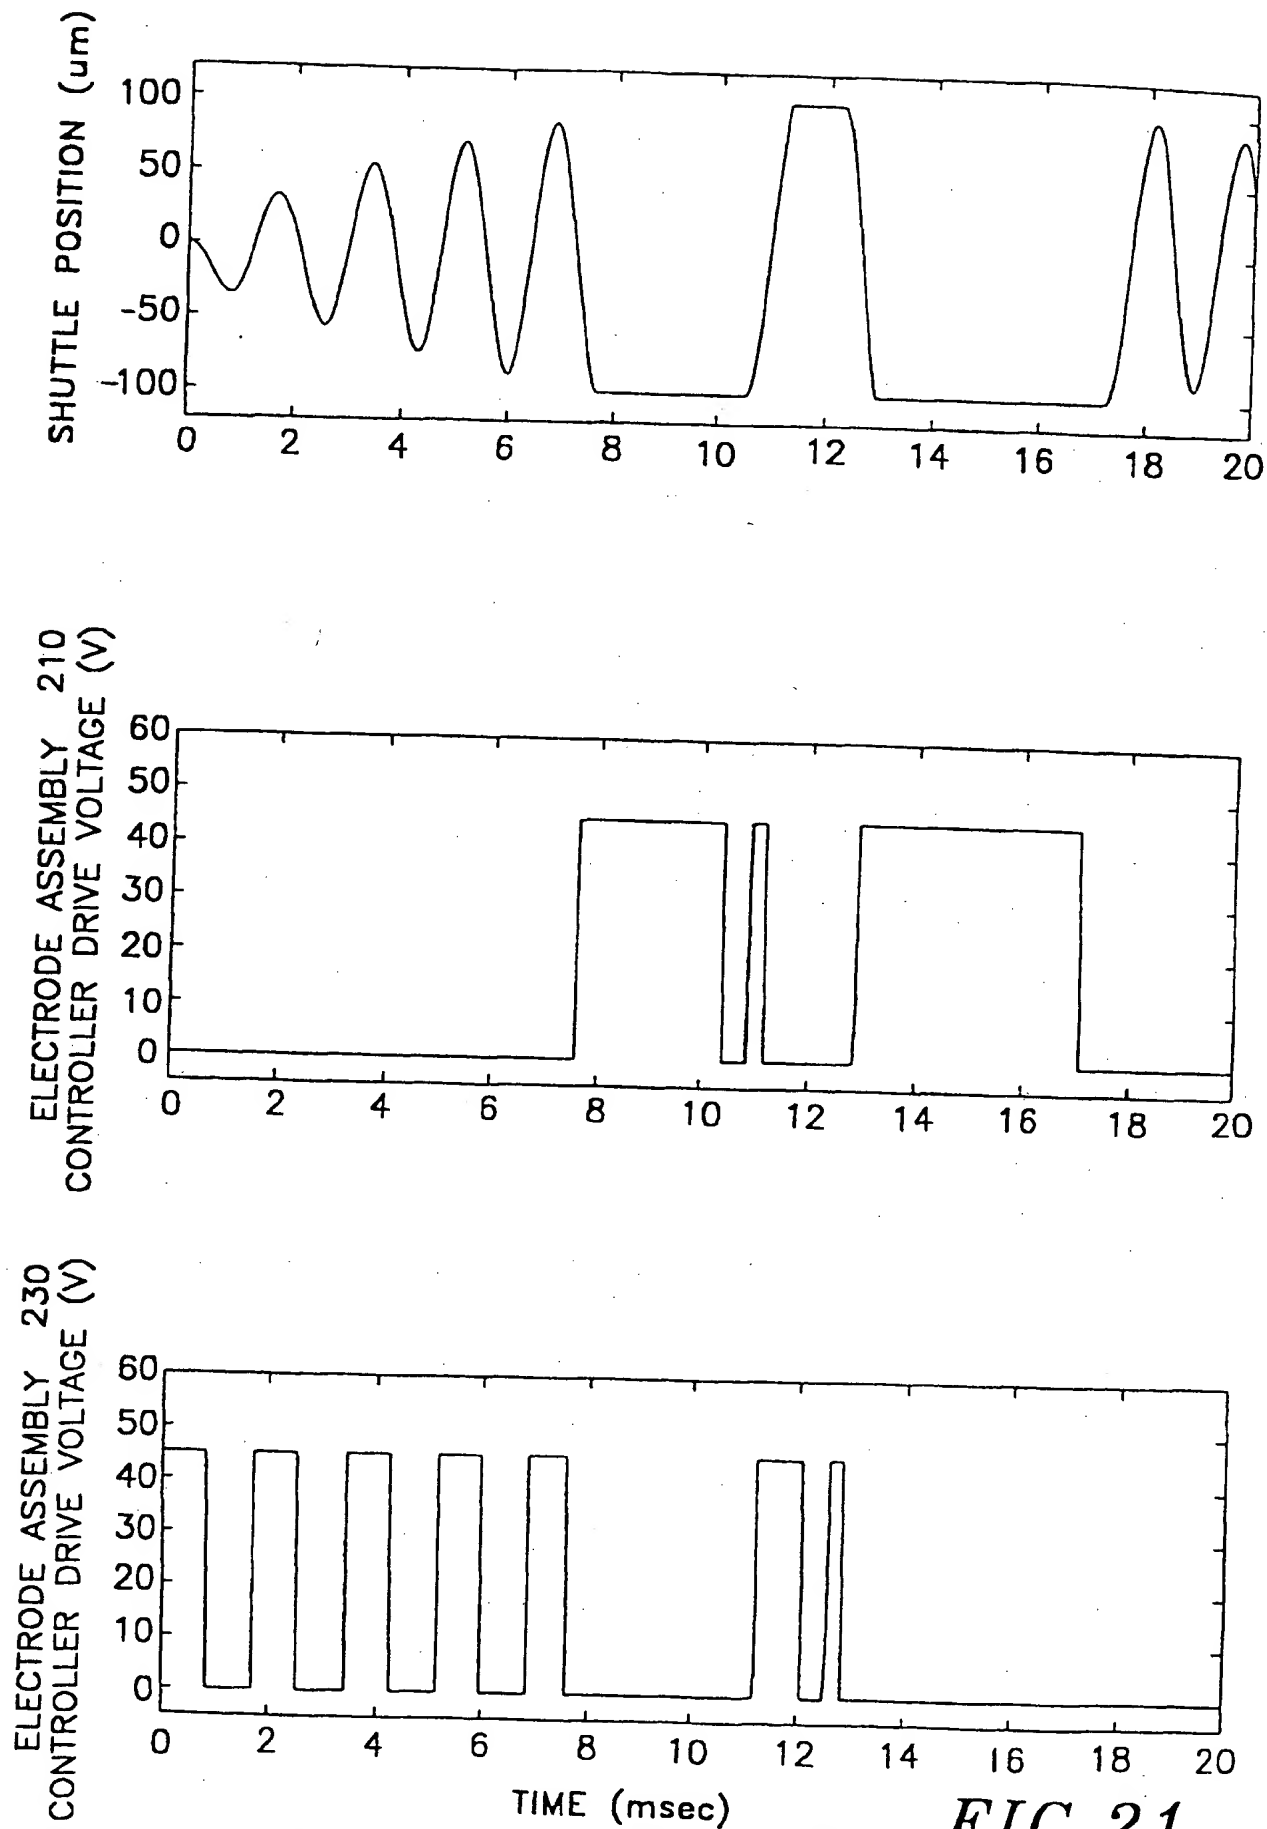 SHUTTLE POSITION (um)
100
50
0
-50
-100
0 2 4 6 8 10 12 14 16 18 20
ELECTRODE ASSEMBLY 210
CONTROLLER DRIVE VOLTAGE (V)
60
50
40
30
20
10
0
0 2 4 6 8 10 12 14 16 18 20
ELECTRODE ASSEMBLY 230
CONTROLLER DRIVE VOLTAGE (V)
60
50
40
30
20
10
0
0 2 4 6 8 10 12 14 16 18 20
TIME (msec)
FIG. 21